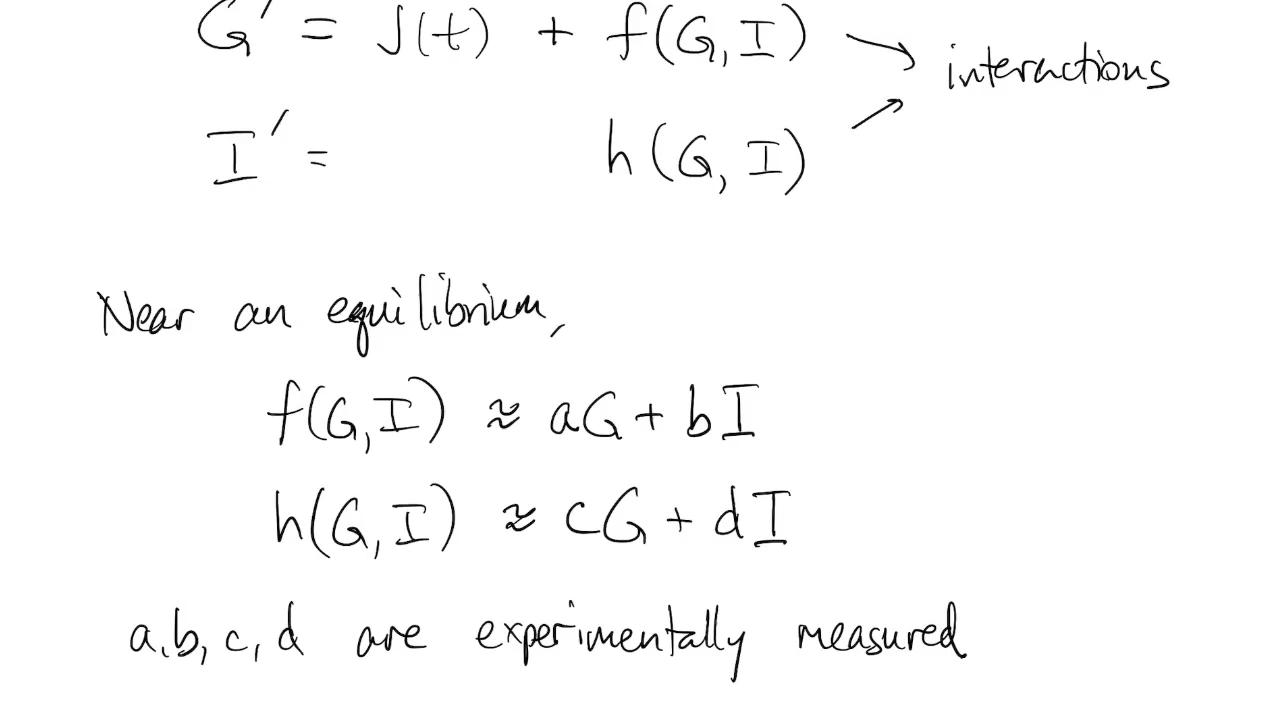 G' = J(t) + f(G, I) → interactions
I' = h(G, I) ↗
Near an equilibrium,
f(G, I) ≈ aG + bI
h(G, I) ≈ cG + dI
a, b, c, d are experimentally measured